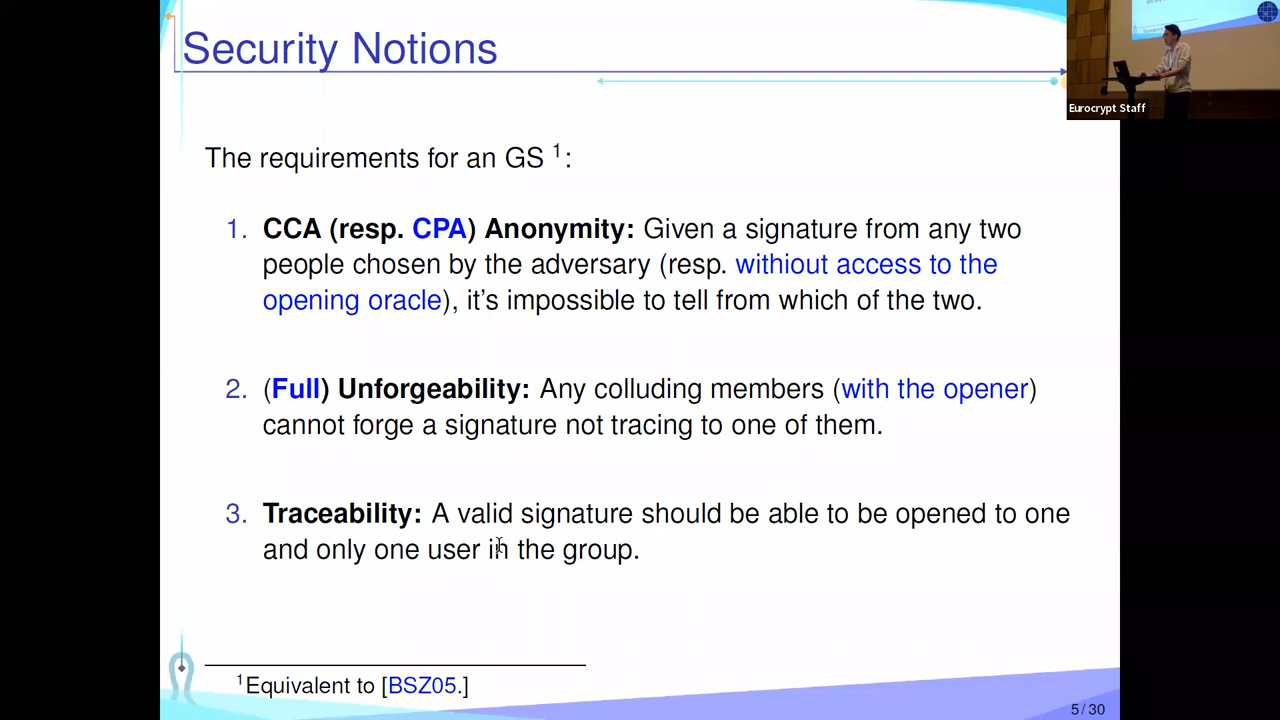 Security Notions
Eurocrypt Staff
The requirements for an GS 1:
1. CCA (resp. CPA) Anonymity: Given a signature from any two
people chosen by the adversary (resp. withiout access to the
opening oracle), it's impossible to tell from which of the two.
2. (Full) Unforgeability: Any colluding members (with the opener)
cannot forge a signature not tracing to one of them.
3. Traceability: A valid signature should be able to be opened to one
and only one user in the group.
1Equivalent to [BSZ05.]
5/30